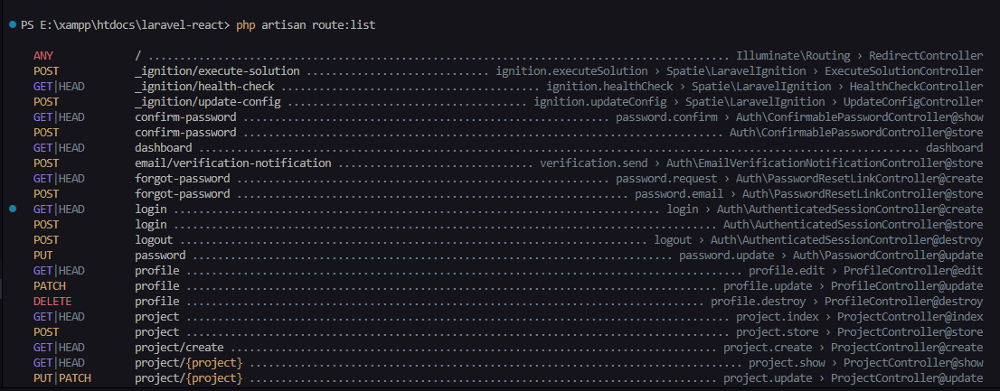 PS E:\xampp\htdocs\laravel-react> php artisan route:list
ANY / ........................................................................................... Illuminate\Routing › RedirectController
POST _ignition/execute-solution ............................. ignition.executeSolution › Spatie\LaravelIgnition › ExecuteSolutionController
GET|HEAD _ignition/health-check ......................................... ignition.healthCheck › Spatie\LaravelIgnition › HealthCheckController
POST _ignition/update-config ....................................... ignition.updateConfig › Spatie\LaravelIgnition › UpdateConfigController
GET|HEAD confirm-password ........................................................... password.confirm › Auth\ConfirmablePasswordController@show
POST confirm-password ............................................................................. Auth\ConfirmablePasswordController@store
GET|HEAD dashboard .................................................................................................................. dashboard
POST email/verification-notification ............................... verification.send › Auth\EmailVerificationNotificationController@store
GET|HEAD forgot-password ............................................................ password.request › Auth\PasswordResetLinkController@create
POST forgot-password ............................................................... password.email › Auth\PasswordResetLinkController@store
GET|HEAD login .............................................................................. login › Auth\AuthenticatedSessionController@create
POST login ....................................................................................... Auth\AuthenticatedSessionController@store
POST logout ........................................................................... logout › Auth\AuthenticatedSessionController@destroy
PUT password ............................................................................. password.update › Auth\PasswordController@update
GET|HEAD profile ........................................................................................ profile.edit › ProfileController@edit
PATCH profile ..................................................................................... profile.update › ProfileController@update
DELETE profile ................................................................................... profile.destroy › ProfileController@destroy
GET|HEAD project ...................................................................................... project.index › ProjectController@index
POST project ...................................................................................... project.store › ProjectController@store
GET|HEAD project/create ............................................................................. project.create › ProjectController@create
GET|HEAD project/{project} .............................................................................. project.show › ProjectController@show
PUT|PATCH project/{project} .......................................................................... project.update › ProjectController@update